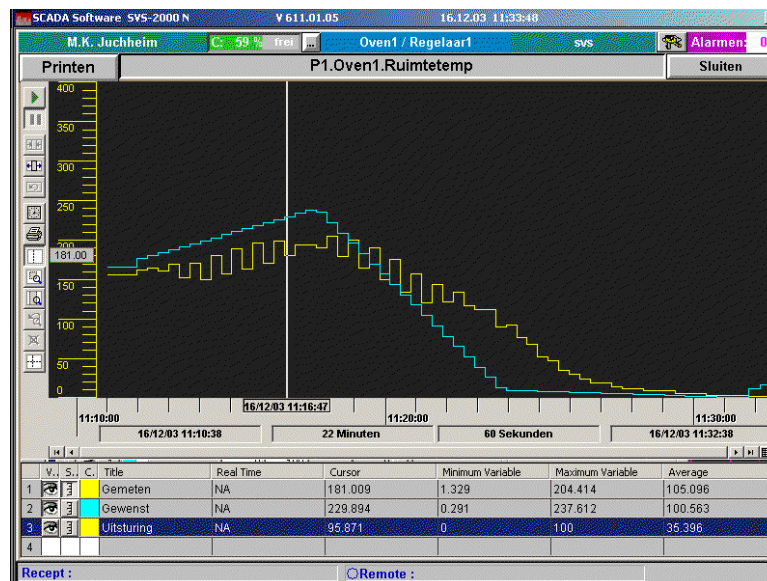 SCADA Software SVS-2000 N V 611.01.05 16.12.03 11:33:48
M.K. Juchheim C: 59 % frei ... Oven1 / Regelaar1 svs Alarmen: 0
Printen P1.Oven1.Ruimtetemp Sluiten
400
350
300
250
200
181.00
150
100
50
0
16/12/03 11:16:47
11:10:00 11:20:00 11:30:00
16/12/03 11:10:38 22 Minuten 60 Sekunden 16/12/03 11:32:38
V.. S.. C. Title Real Time Cursor Minimum Variable Maximum Variable Average
1 Gemeten NA 181.009 1.329 204.414 105.096
2 Gewenst NA 229.894 0.291 237.612 100.563
3 Uitsturing NA 95.871 0 100 35.396
4
Recept : Remote :